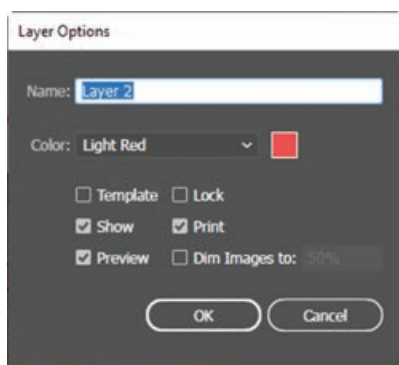 Layer Options
Name: Layer 2
Color: Light Red
Template Lock
Show Print
Preview Dim Images to: 50%
OK Cancel